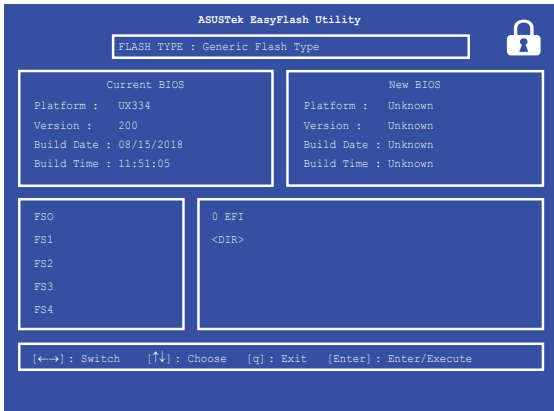 ASUSTek EasyFlash Utility
FLASH TYPE : Generic Flash Type
Current BIOS
Platform : UX334
Version : 200
Build Date : 08/15/2018
Build Time : 11:51:05
New BIOS
Platform : Unknown
Version : Unknown
Build Date : Unknown
Build Time : Unknown
FSO
FS1
FS2
FS3
FS4
0 EFI
<DIR>
[←→] : Switch [↑↓] : Choose [q] : Exit [Enter] : Enter/Execute